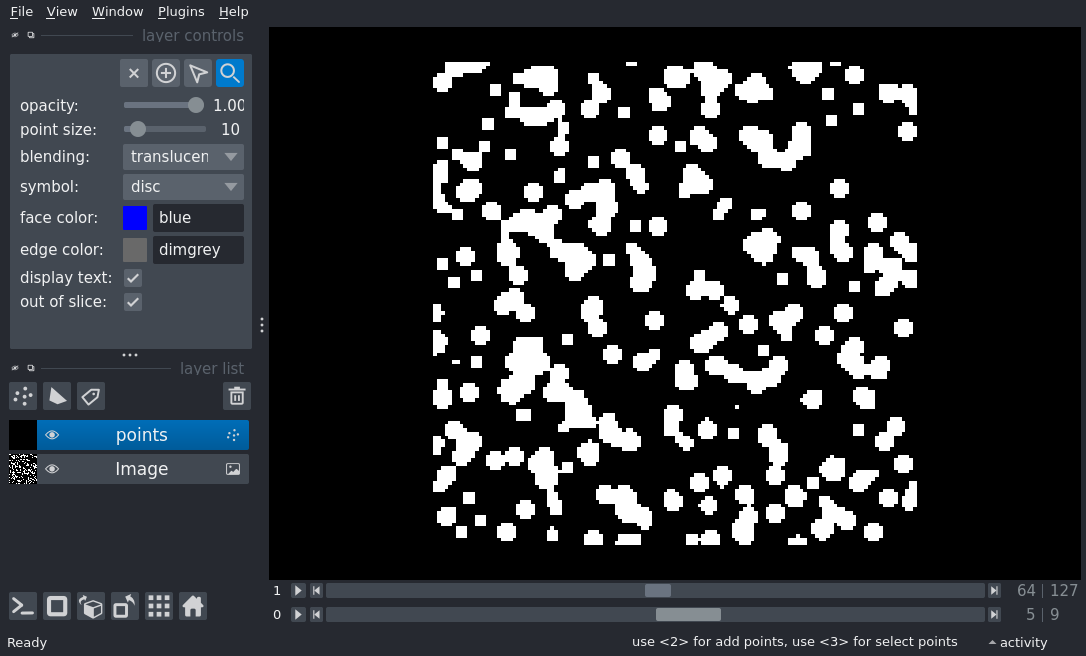 File View Window Plugins Help
layer controls
opacity: 1.00
point size: 10
blending: translucen
symbol: disc
face color: blue
edge color: dimgrey
display text:
out of slice:
layer list
points
Image
1 64 | 127
0 5 | 9
Ready use <2> for add points, use <3> for select points activity